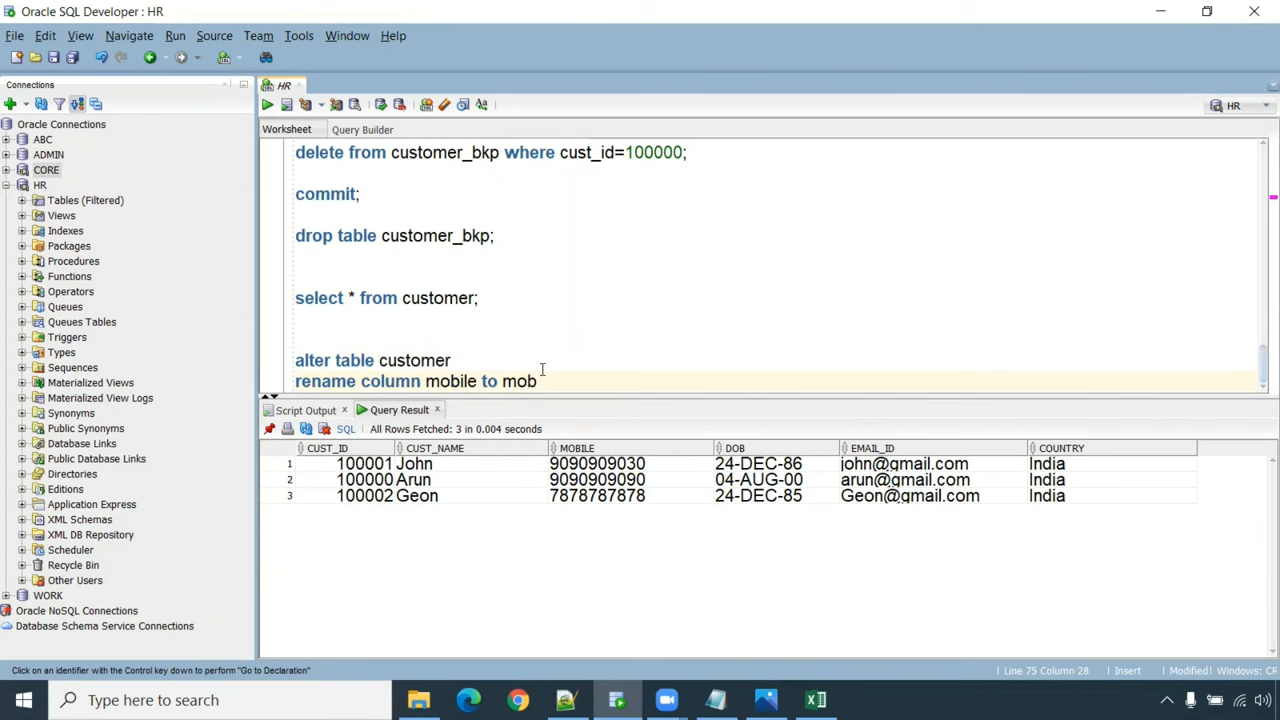 Oracle SQL Developer : HR
File Edit View Navigate Run Source Team Tools Window Help
Connections
HR
HR
Worksheet Query Builder
Oracle Connections
ABC
ADMIN
CORE
HR
Tables (Filtered)
Views
Indexes
Packages
Procedures
Functions
Operators
Queues
Queues Tables
Triggers
Types
Sequences
Materialized Views
Materialized View Logs
Synonyms
Public Synonyms
Database Links
Public Database Links
Directories
Editions
Application Express
XML Schemas
XML DB Repository
Scheduler
Recycle Bin
Other Users
WORK
Oracle NoSQL Connections
Database Schema Service Connections
delete from customer_bkp where cust_id=100000;
commit;
drop table customer_bkp;
select * from customer;
alter table customer
rename column mobile to mob
Script Output Query Result
SQL All Rows Fetched: 3 in 0.004 seconds
CUST_ID CUST_NAME MOBILE DOB EMAIL_ID COUNTRY
1 100001 John 9090909030 24-DEC-86 john@gmail.com India
2 100000 Arun 9090909090 04-AUG-00 arun@gmail.com India
3 100002 Geon 7878787878 24-DEC-85 Geon@gmail.com India
Click on an identifier with the Control key down to perform "Go to Declaration"
Line 75 Column 28 Insert Modified Windows: CR
Type here to search